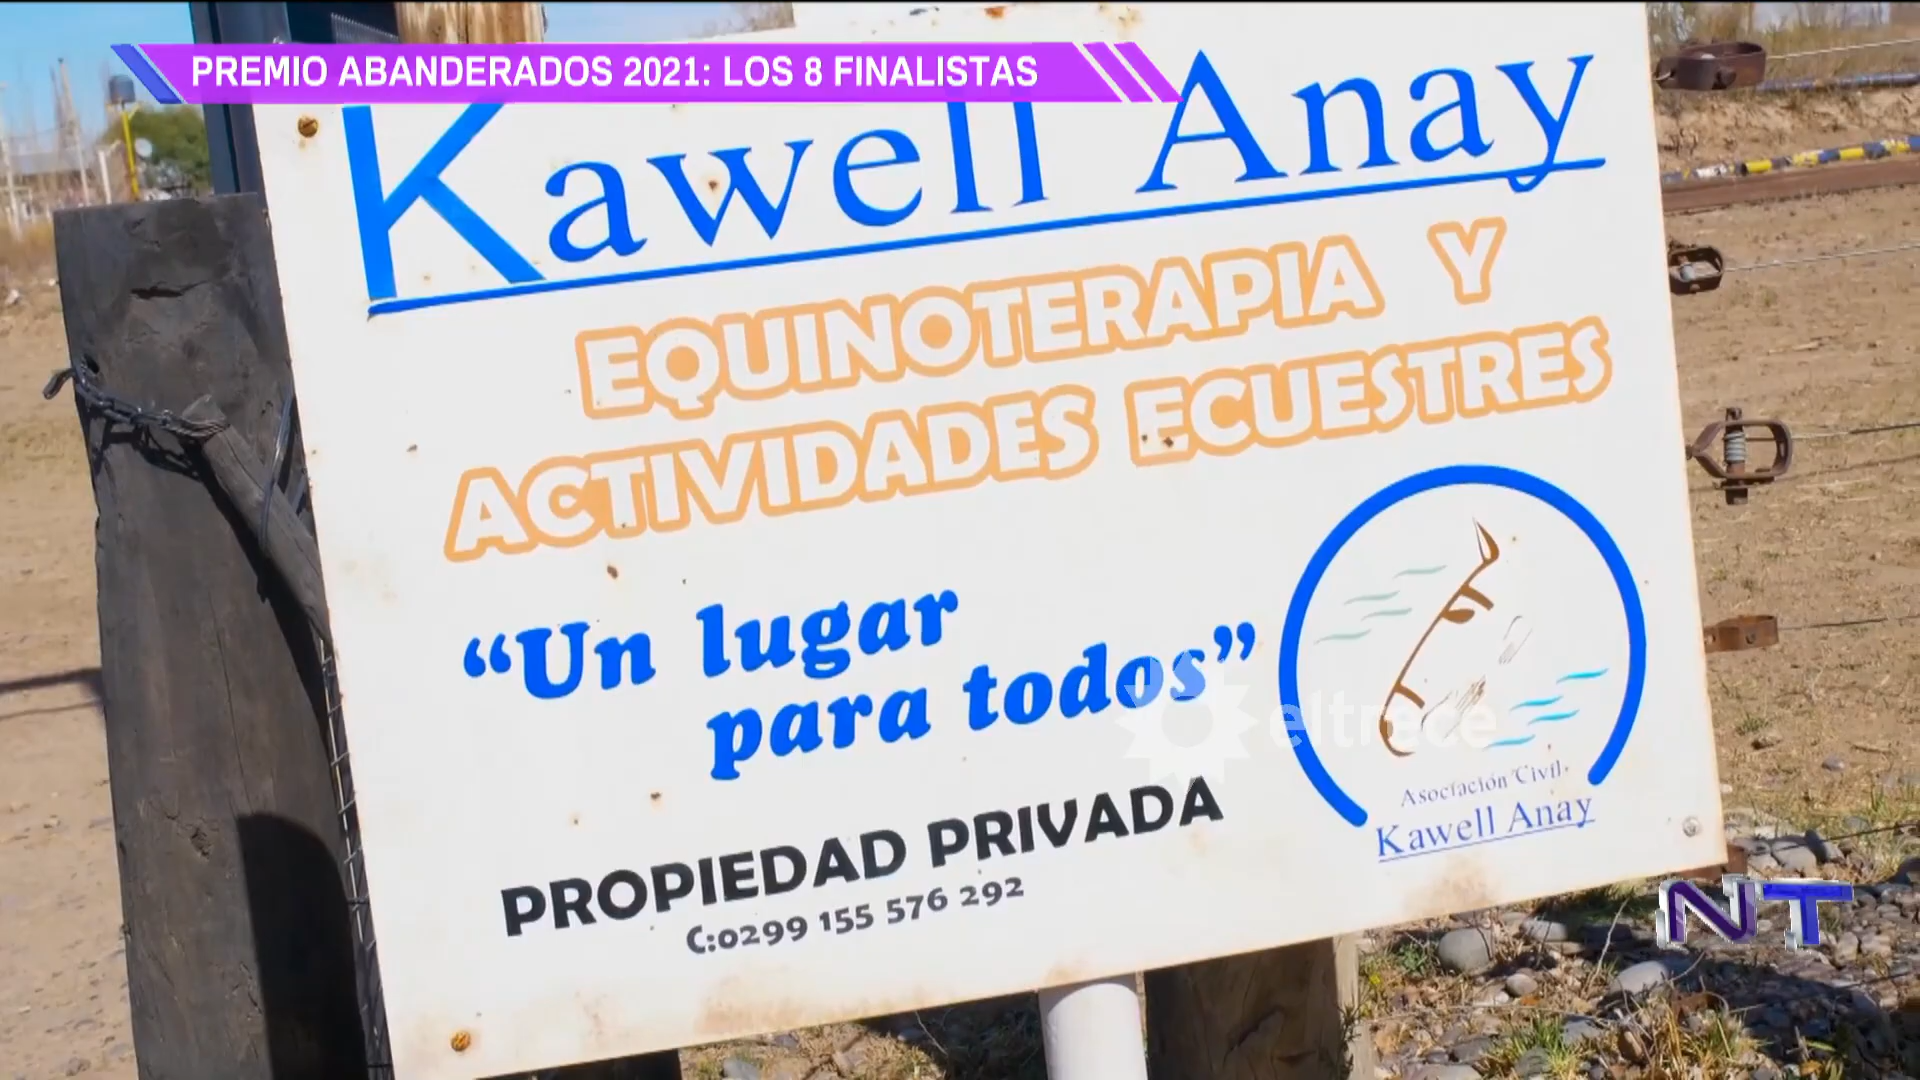 PREMIO ABANDERADOS 2021: LOS 8 FINALISTAS
Kawell Anay
EQUINOTERAPIA Y
ACTIVIDADES ECUESTRES
“Un lugar
para todos”
eltrece
Asociación Civil
Kawell Anay
PROPIEDAD PRIVADA
C:0299 155 576 292
NT